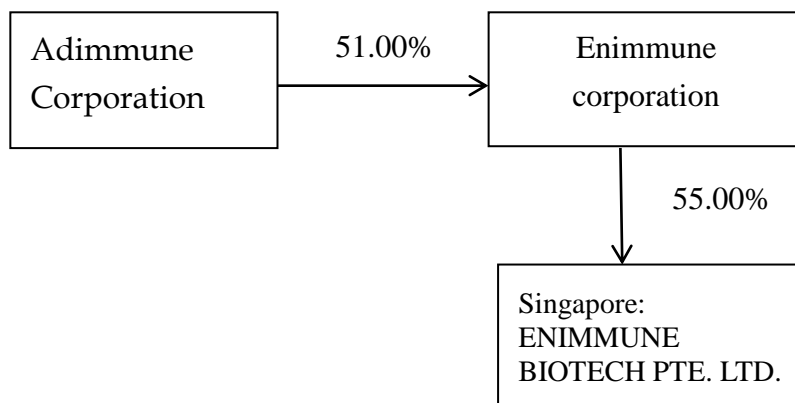 Adimmune
Corporation
51.00%
Enimmune
corporation
55.00%
Singapore:
ENIMMUNE
BIOTECH PTE. LTD.